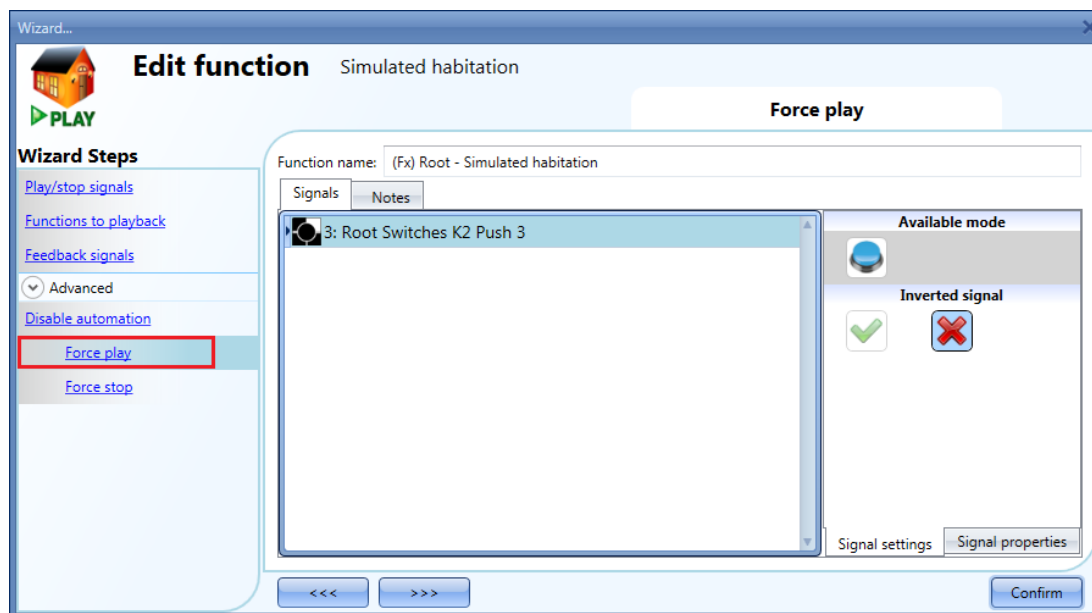 Wizard...
Edit function Simulated habitation
PLAY
Force play
Wizard Steps
Play/stop signals
Functions to playback
Feedback signals
Advanced
Disable automation
Force play
Force stop
Function name: (Fx) Root - Simulated habitation
Signals Notes
3: Root Switches K2 Push 3
Available mode
Inverted signal
Signal settings Signal properties
<<< >>> Confirm